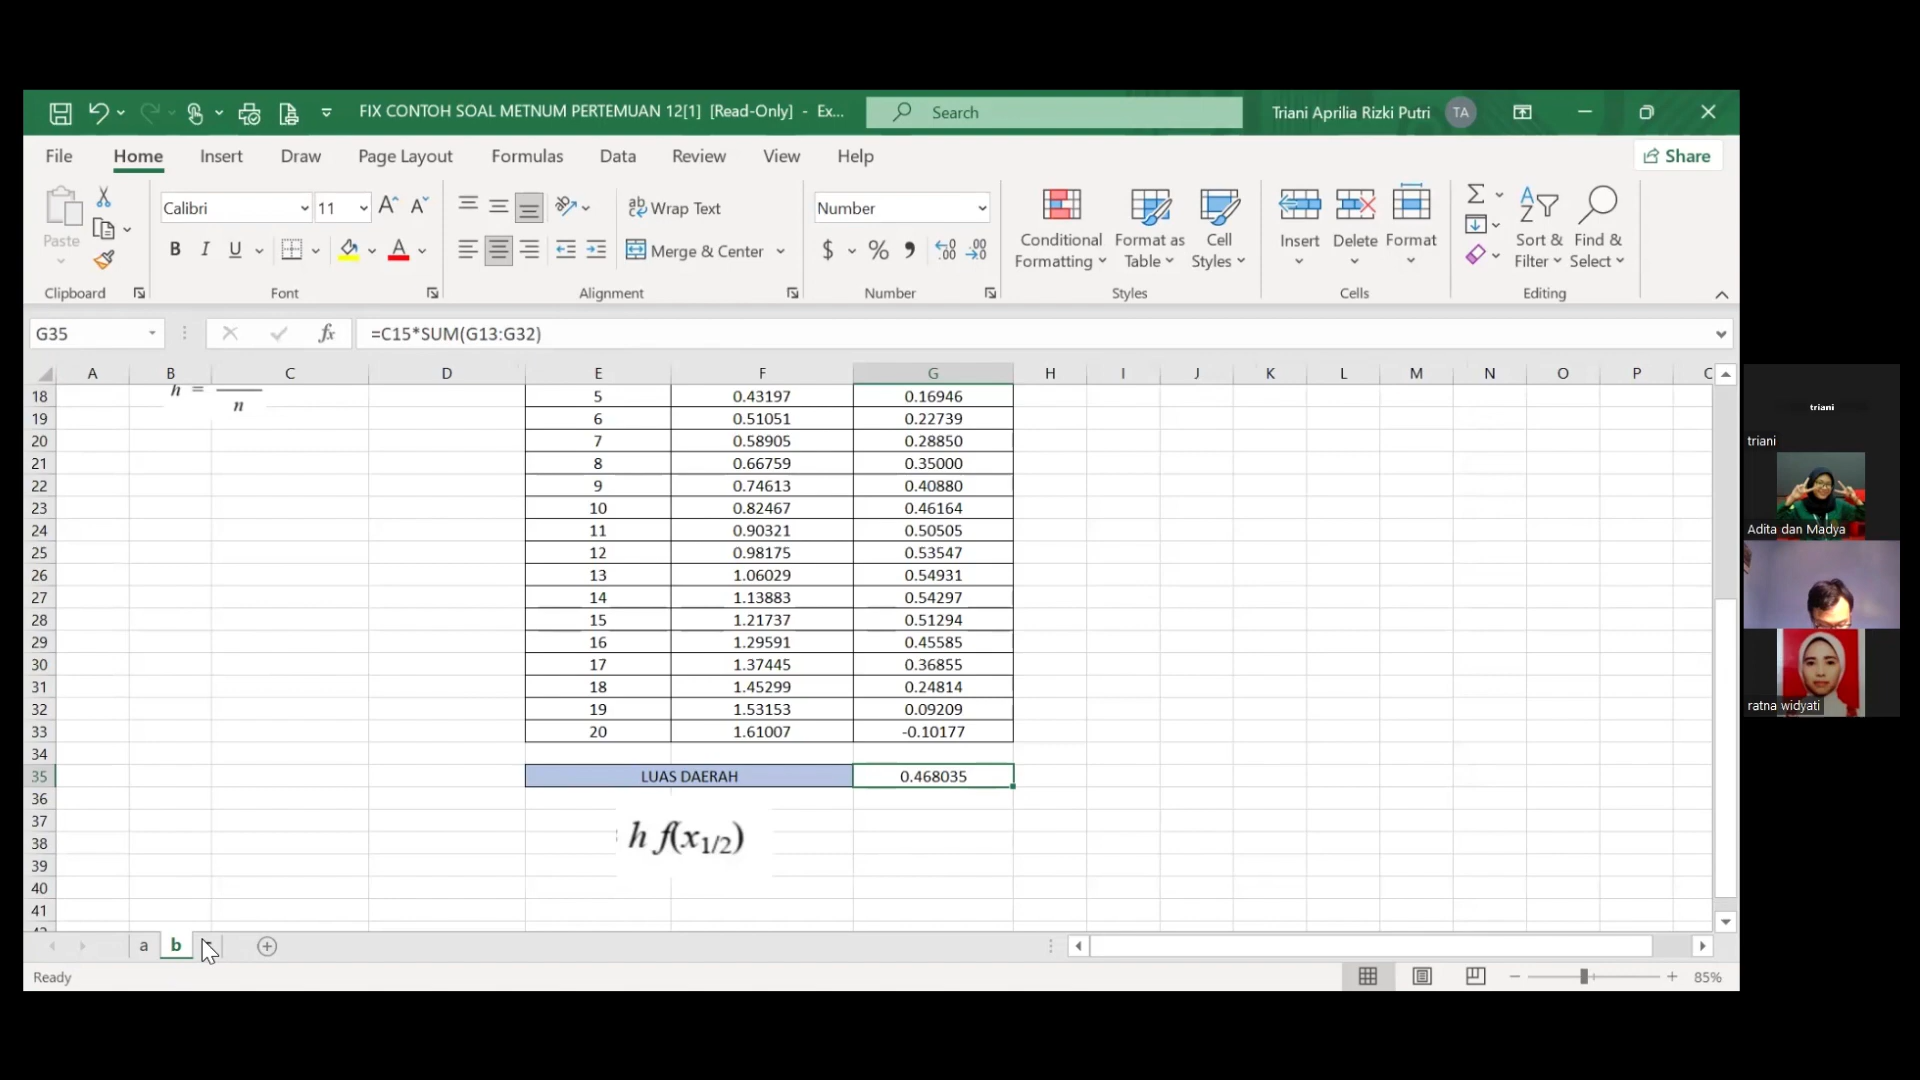 FIX CONTOH SOAL METNUM PERTEMUAN 12[1] [Read-Only] - Ex...
Search
Triani Aprilia Rizki Putri TA
File Home Insert Draw Page Layout Formulas Data Review View Help Share
Paste
Calibri 11
B I U
Wrap Text
Merge & Center
Number
$ % 9
Conditional Formatting
Format as Table
Cell Styles
Insert Delete Format
Sort & Filter
Find & Select
Clipboard Font Alignment Number Styles Cells Editing
G35 fx =C15*SUM(G13:G32)
A B C D E F G H I J K L M N O P
h =
n
18 5 0.43197 0.16946
19 6 0.51051 0.22739
20 7 0.58905 0.28850
21 8 0.66759 0.35000
22 9 0.74613 0.40880
23 10 0.82467 0.46164
24 11 0.90321 0.50505
25 12 0.98175 0.53547
26 13 1.06029 0.54931
27 14 1.13883 0.54297
28 15 1.21737 0.51294
29 16 1.29591 0.45585
30 17 1.37445 0.36855
31 18 1.45299 0.24814
32 19 1.53153 0.09209
33 20 1.61007 -0.10177
34
35 LUAS DAERAH 0.468035
36
37
38 h f(x1/2)
39
40
41
a b
Ready 85%
triani
triani
Adita dan Madya
ratna widyati